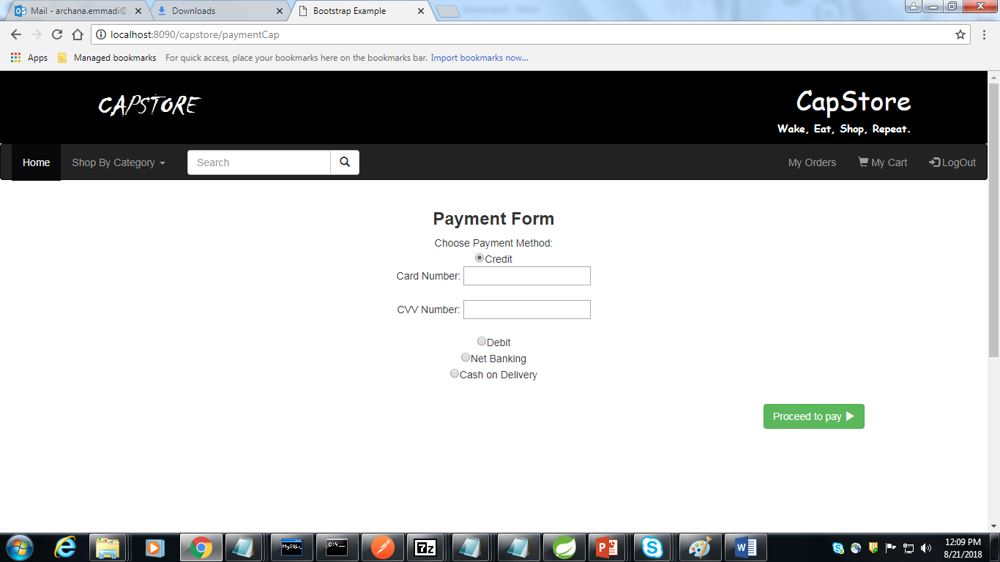 Mail - archana.emmadi@
Downloads
Bootstrap Example
localhost:8090/capstore/paymentCap
Apps
Managed bookmarks
For quick access, place your bookmarks here on the bookmarks bar. Import bookmarks now...
CAPSTORE
CapStore
Wake, Eat, Shop, Repeat.
Home
Shop By Category
Search
My Orders
My Cart
LogOut
Payment Form
Choose Payment Method:
Credit
Card Number:
CVV Number:
Debit
Net Banking
Cash on Delivery
Proceed to pay
MySQL
C:\
7z
12:09 PM
8/21/2018